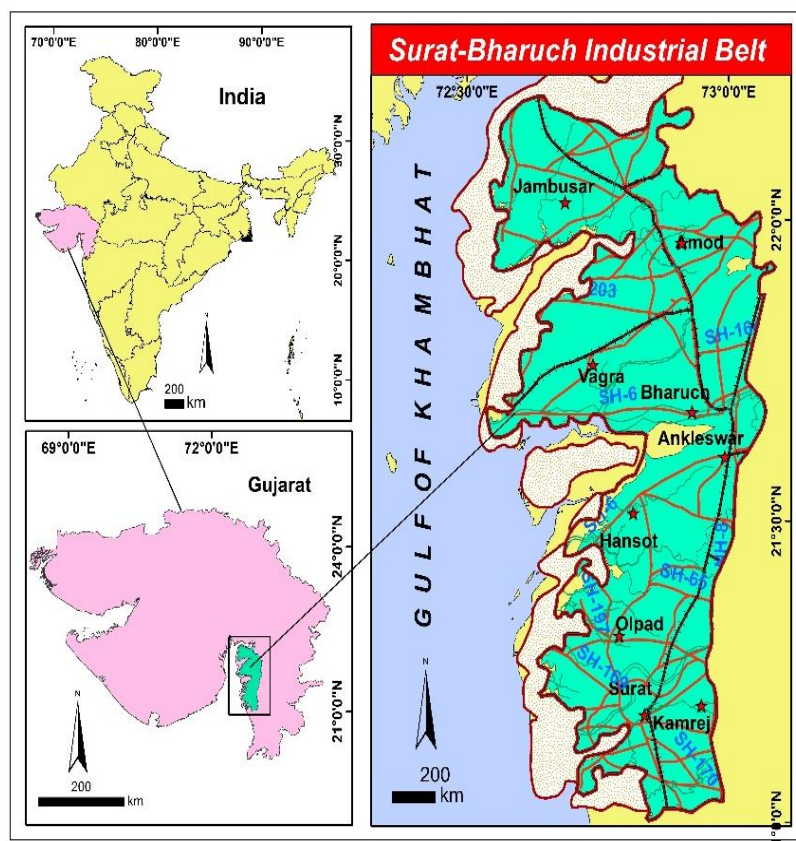 70°0'0"E
80°0'0"E
90°0'0"E
India
30°0'0"N
20°0'0"N
10°0'0"N
N
200
km
69°0'0"E
72°0'0"E
Gujarat
24°0'0"N
21°0'0"N
N
200
km
Surat-Bharuch Industrial Belt
72°30'0"E
73°0'0"E
Jambusar
Amod
22°0'0"N
203
SH-16
Vagra
SH-6
Bharuch
Ankleswar
GULF OF KHAMBHAT
Hansot
21°30'0"N
SH-65
SH-197
Olpad
SH-169
Surat
Kamrej
SH-170
N
200
km